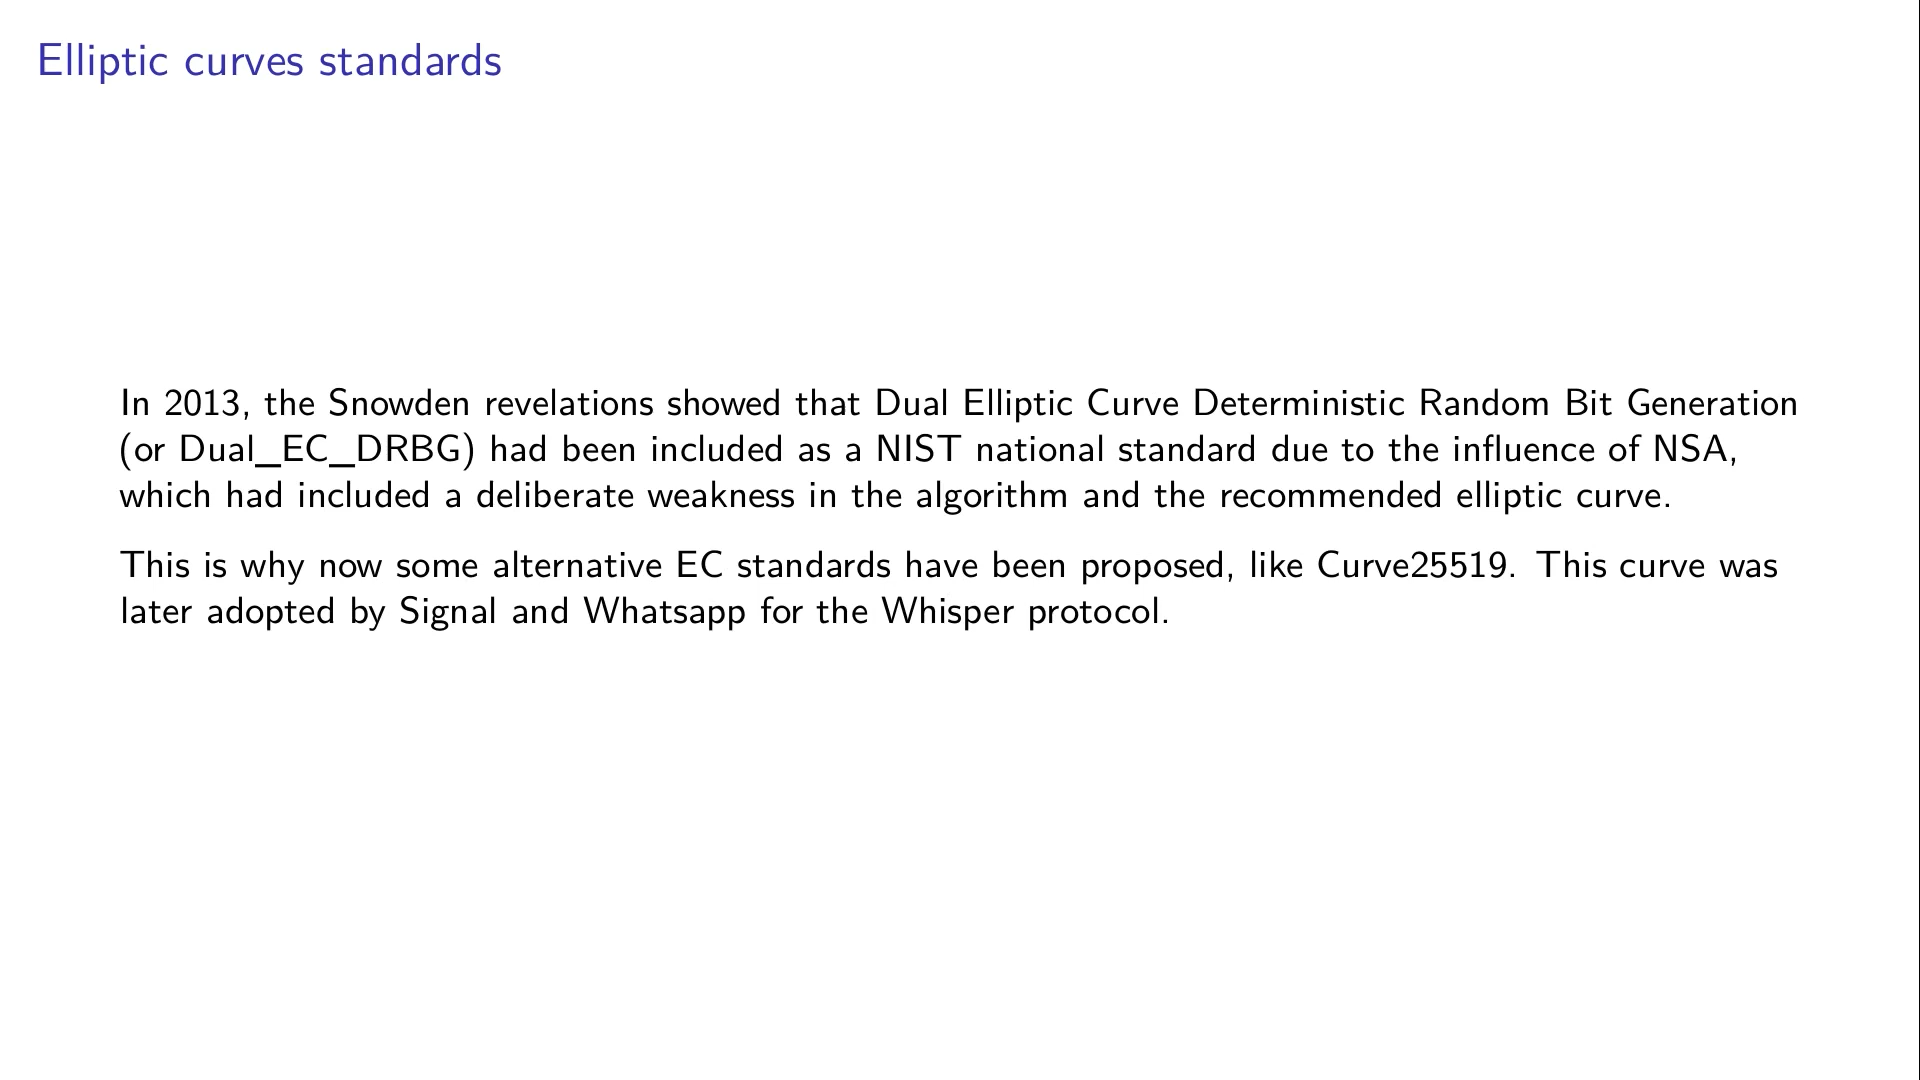 Elliptic curves standards
In 2013, the Snowden revelations showed that Dual Elliptic Curve Deterministic Random Bit Generation
(or Dual_EC_DRBG) had been included as a NIST national standard due to the influence of NSA,
which had included a deliberate weakness in the algorithm and the recommended elliptic curve.
This is why now some alternative EC standards have been proposed, like Curve25519. This curve was
later adopted by Signal and Whatsapp for the Whisper protocol.